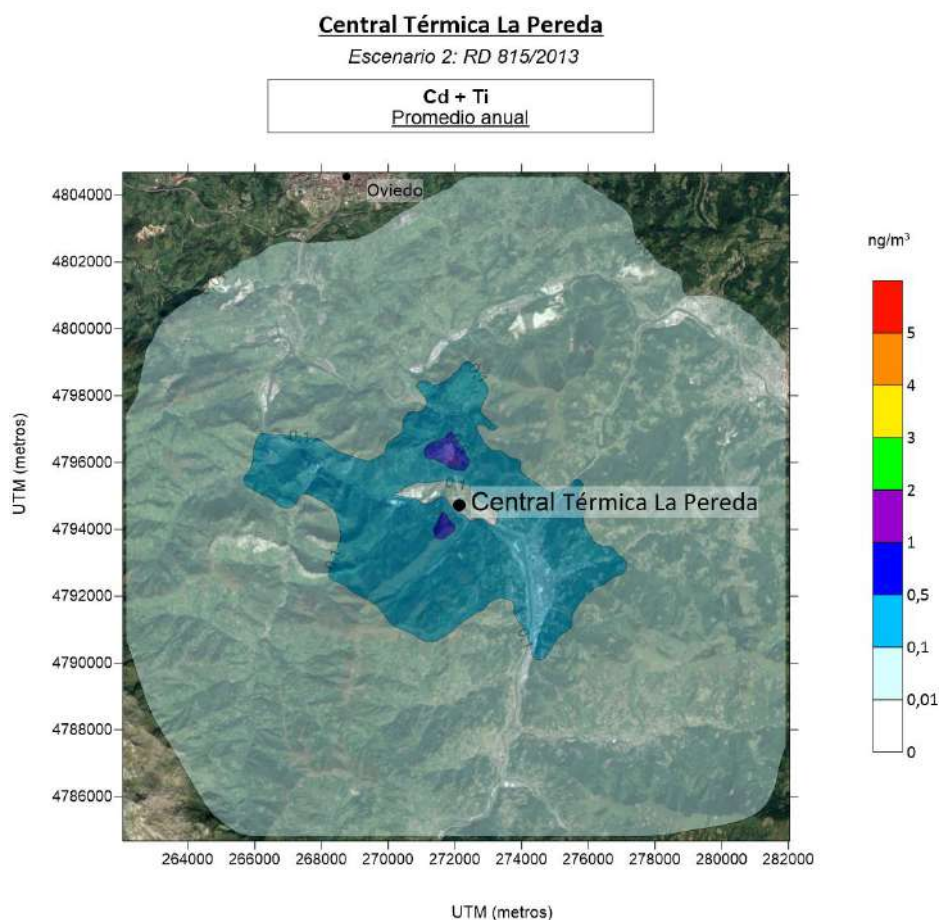 Central Térmica La Pereda
Escenario 2: RD 815/2013
Cd + Ti
Promedio anual
4804000
4802000
4800000
4798000
4796000
4794000
4792000
4790000
4788000
4786000
UTM (metros)
Oviedo
Central Térmica La Pereda
264000 266000 268000 270000 272000 274000 276000 278000 280000 282000
UTM (metros)
ng/m³
5
4
3
2
1
0,5
0,1
0,01
0